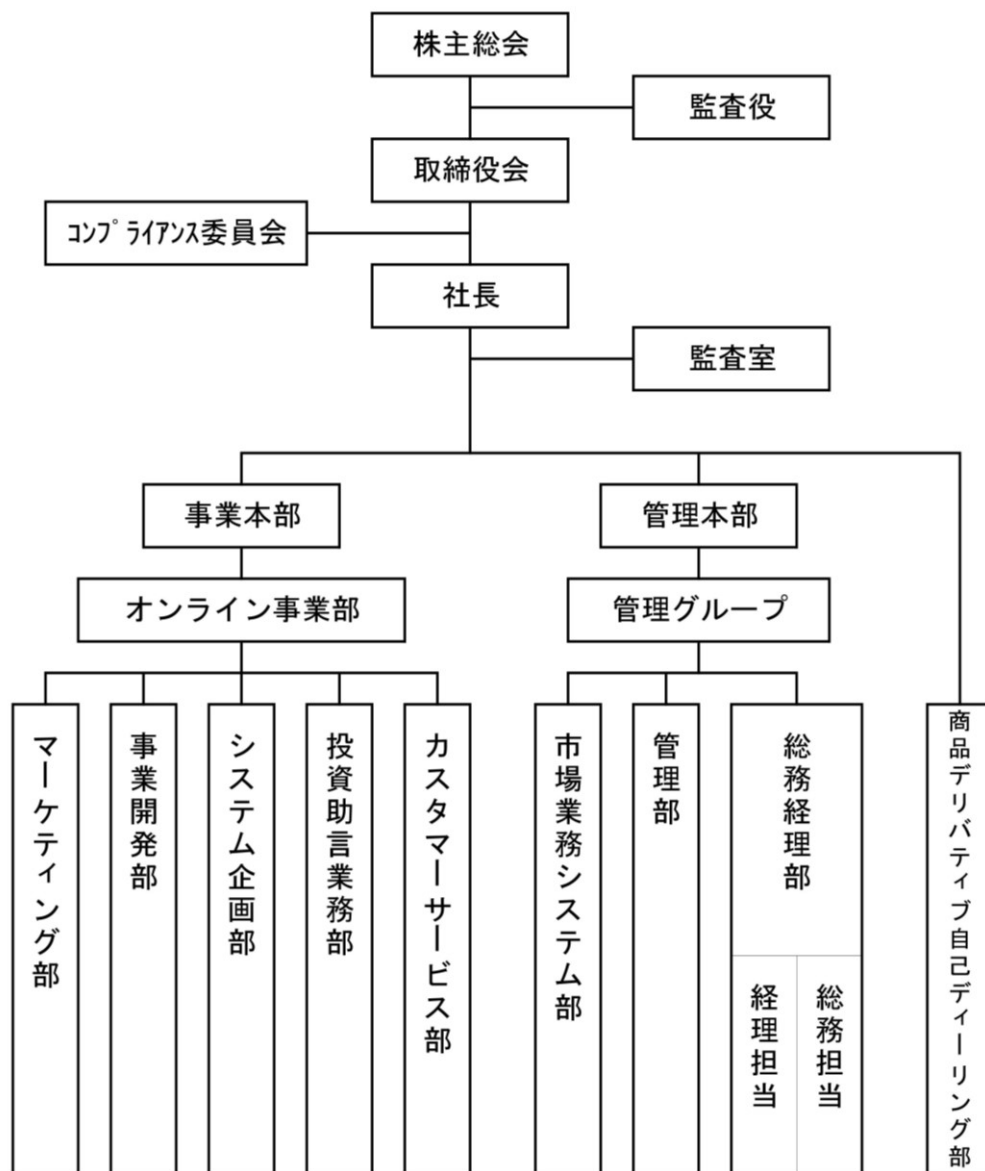 株主総会
監査役
取締役会
ｺﾝﾌﾟﾗｲｱﾝｽ委員会
社長
監査室
事業本部
管理本部
オンライン事業部
管理グループ
マーケティング部
事業開発部
システム企画部
投資助言業務部
カスタマーサービス部
市場業務システム部
管理部
総務経理部
経理担当
総務担当
商品デリバティブ自己ディーリング部